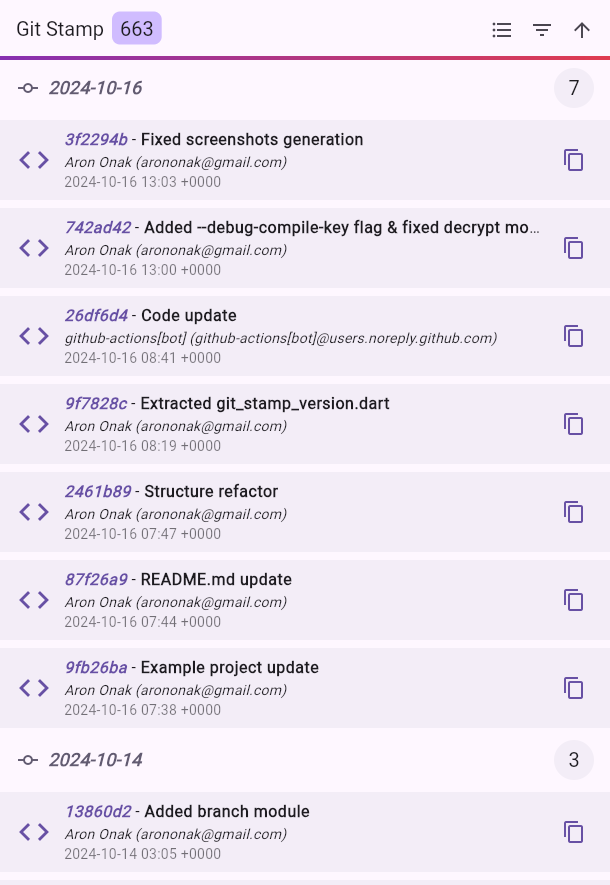 Git Stamp 663
2024-10-16 7
3f2294b - Fixed screenshots generation
Aron Onak (arononak@gmail.com)
2024-10-16 13:03 +0000
742ad42 - Added --debug-compile-key flag & fixed decrypt mo...
Aron Onak (arononak@gmail.com)
2024-10-16 13:00 +0000
26df6d4 - Code update
github-actions[bot] (github-actions[bot]@users.noreply.github.com)
2024-10-16 08:41 +0000
9f7828c - Extracted git_stamp_version.dart
Aron Onak (arononak@gmail.com)
2024-10-16 08:19 +0000
2461b89 - Structure refactor
Aron Onak (arononak@gmail.com)
2024-10-16 07:47 +0000
87f26a9 - README.md update
Aron Onak (arononak@gmail.com)
2024-10-16 07:44 +0000
9fb26ba - Example project update
Aron Onak (arononak@gmail.com)
2024-10-16 07:38 +0000
2024-10-14 3
13860d2 - Added branch module
Aron Onak (arononak@gmail.com)
2024-10-14 03:05 +0000